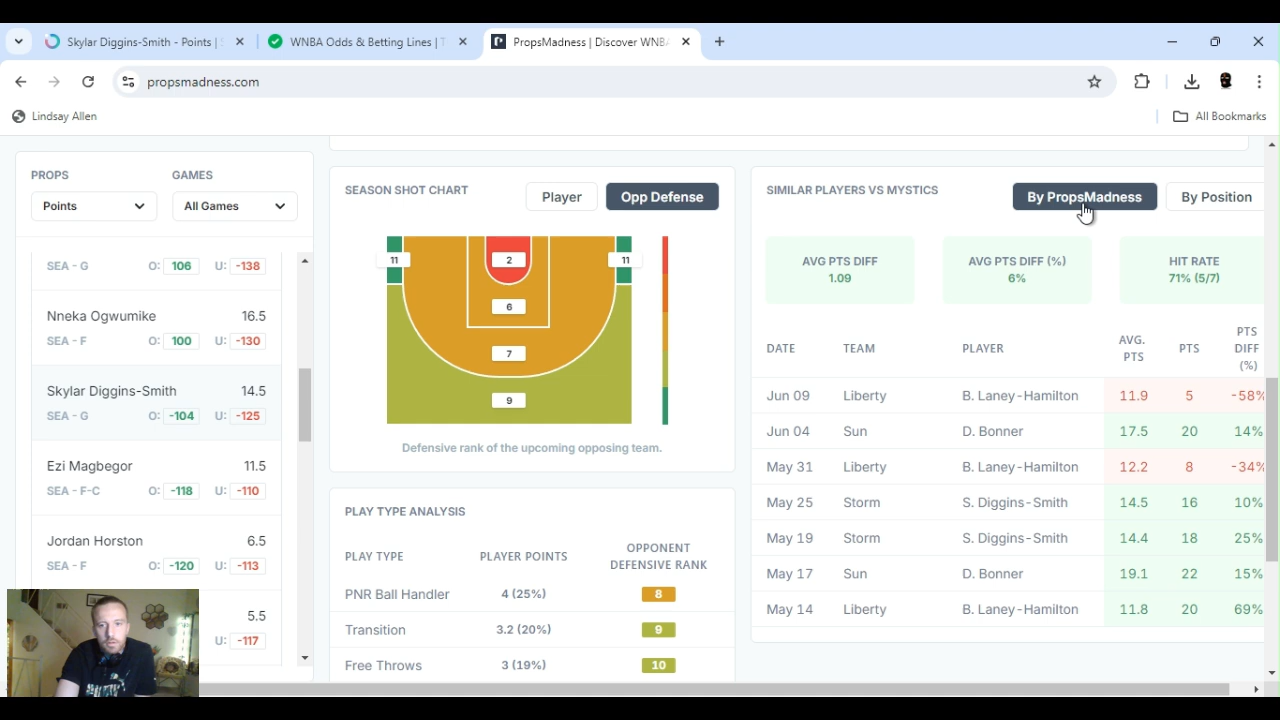 Skylar Diggins-Smith - Points |
WNBA Odds & Betting Lines | T
PropsMadness | Discover WNBA
propsmadness.com
Lindsay Allen
All Bookmarks
PROPS
GAMES
Points
All Games
SEA - G O: 106 U: -138
Nneka Ogwumike 16.5
SEA - F O: 100 U: -130
Skylar Diggins-Smith 14.5
SEA - G O: -104 U: -125
Ezi Magbegor 11.5
SEA - F-C O: -118 U: -110
Jordan Horston 6.5
SEA - F O: -120 U: -113
5.5
U: -117
SEASON SHOT CHART
Player
Opp Defense
11 2 11
6
7
9
Defensive rank of the upcoming opposing team.
PLAY TYPE ANALYSIS
PLAY TYPE PLAYER POINTS OPPONENT
DEFENSIVE RANK
PNR Ball Handler 4 (25%) 8
Transition 3.2 (20%) 9
Free Throws 3 (19%) 10
SIMILAR PLAYERS VS MYSTICS
By PropsMadness
By Position
AVG PTS DIFF
1.09
AVG PTS DIFF (%)
6%
HIT RATE
71% (5/7)
DATE TEAM PLAYER AVG.
PTS PTS PTS
DIFF
(%)
Jun 09 Liberty B. Laney-Hamilton 11.9 5 -58%
Jun 04 Sun D. Bonner 17.5 20 14%
May 31 Liberty B. Laney-Hamilton 12.2 8 -34%
May 25 Storm S. Diggins-Smith 14.5 16 10%
May 19 Storm S. Diggins-Smith 14.4 18 25%
May 17 Sun D. Bonner 19.1 22 15%
May 14 Liberty B. Laney-Hamilton 11.8 20 69%